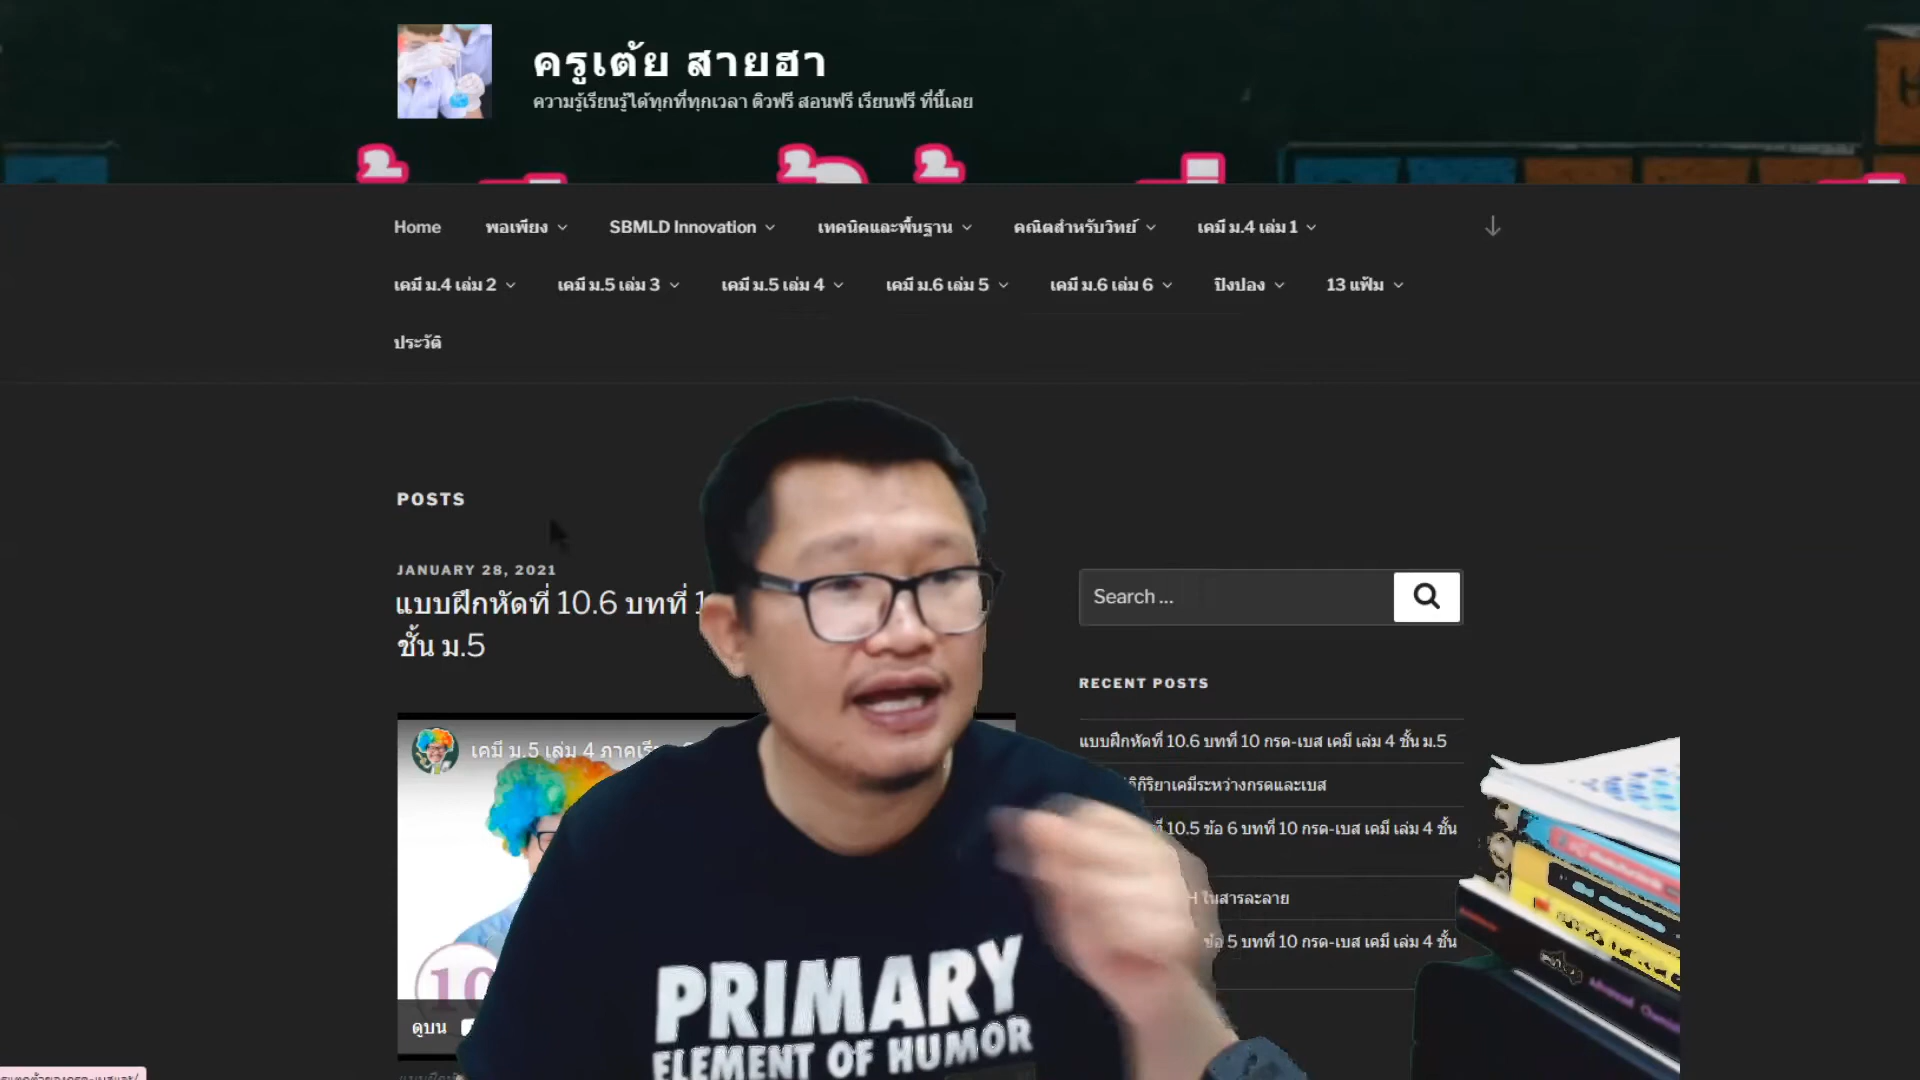 ครูเต้ย สายฮา
ความรู้เรียนรู้ได้ทุกที่ทุกเวลา ติวฟรี สอนฟรี เรียนฟรี ที่นี้เลย
Home พอเพียง SBMLD Innovation เทคนิคและพื้นฐาน คณิตสำหรับวิทย์ เคมี ม.4 เล่ม 1
เคมี ม.4 เล่ม 2 เคมี ม.5 เล่ม 3 เคมี ม.5 เล่ม 4 เคมี ม.6 เล่ม 5 เคมี ม.6 เล่ม 6 ปิงปอง 13 แฟ้ม
ประวัติ
POSTS
JANUARY 28, 2021
แบบฝึกหัดที่ 10.6 บทที่
ชั้น ม.5
Search ...
RECENT POSTS
แบบฝึกหัดที่ 10.6 บทที่ 10 กรด-เบส เคมี เล่ม 4 ชั้น ม.5
กิริยาเคมีระหว่างกรดและเบส
10.5 ข้อ 6 บทที่ 10 กรด-เบส เคมี เล่ม 4 ชั้น
ในสารละลาย
ข้อ 5 บทที่ 10 กรด-เบส เคมี เล่ม 4 ชั้น
เคมี ม.5 เล่ม 4
10
ดูบน
PRIMARY
ELEMENT OF HUMOR